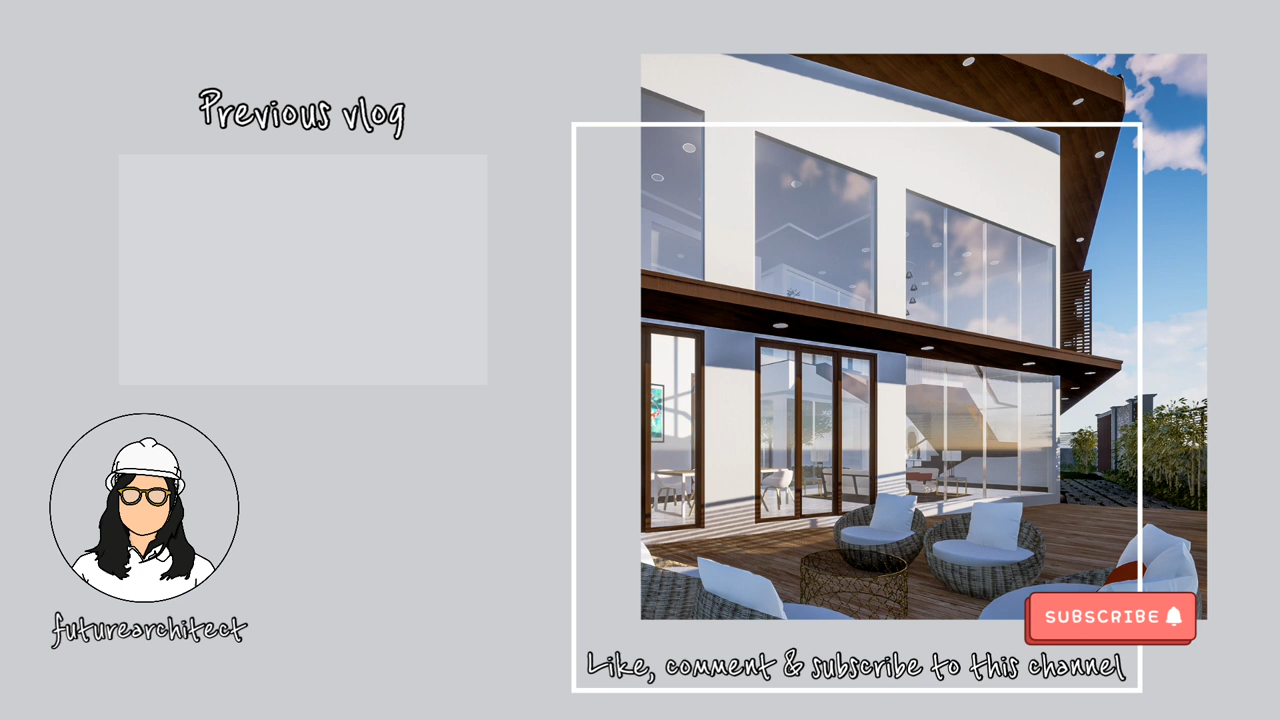 Previous vlog
futurearchitect
SUBSCRIBE
Like, comment & subscribe to this channel